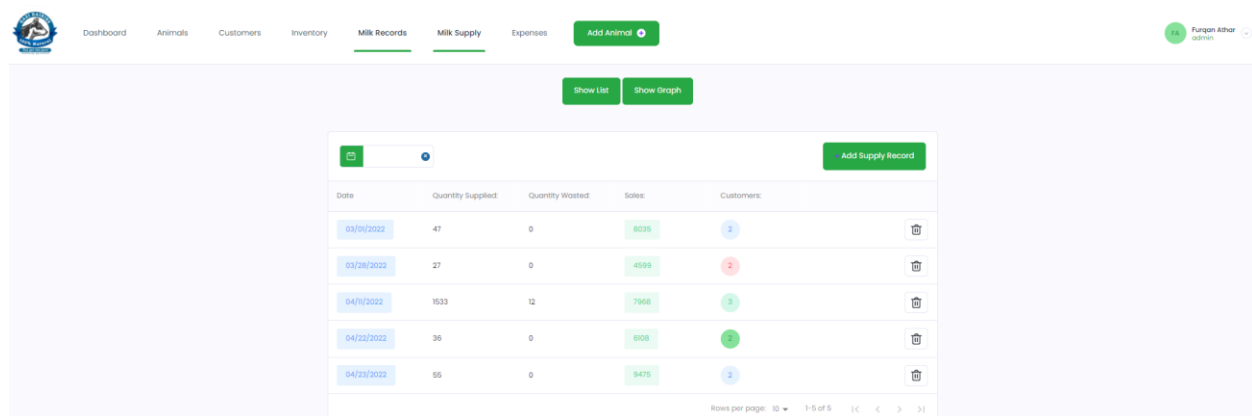 Dashboard Animals Customers Inventory Milk Records Milk Supply Expenses Add Animal FA Furqan Athar
admin
Show List Show Graph
+ Add Supply Record
Date Quantity Supplied: Quantity Wasted: Sales: Customers:
03/01/2022 47 0 8035 2
03/28/2022 27 0 4599 2
04/11/2022 1533 12 7968 3
04/22/2022 36 0 6108 2
04/23/2022 55 0 9475 2
Rows per page: 10 1-5 of 5